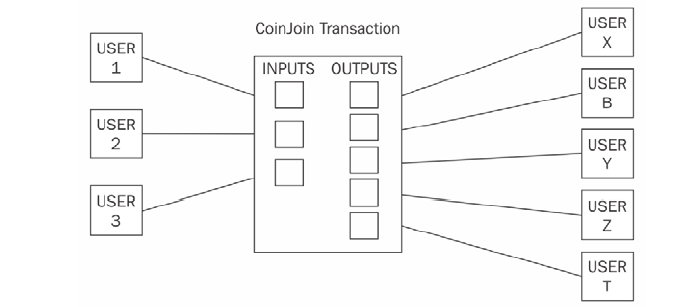 CoinJoin Transaction
USER
1
USER
2
USER
3
INPUTS OUTPUTS
USER
X
USER
B
USER
Y
USER
Z
USER
T